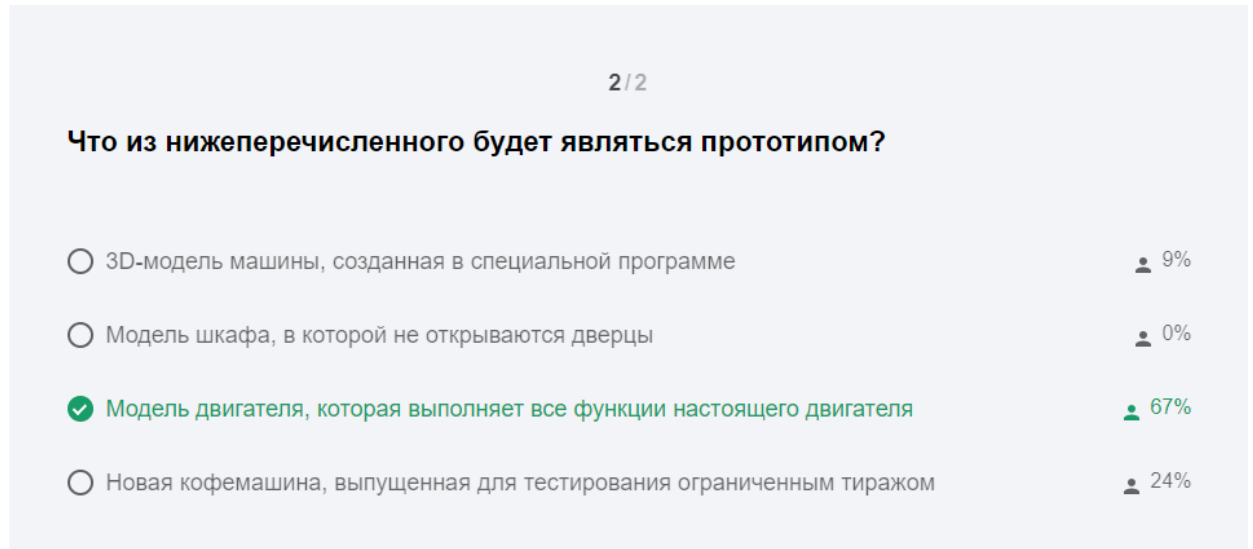 2/2
Что из нижеперечисленного будет являться прототипом?
3D-модель машины, созданная в специальной программе 9%
Модель шкафа, в которой не открываются дверцы 0%
Модель двигателя, которая выполняет все функции настоящего двигателя 67%
Новая кофемашина, выпущенная для тестирования ограниченным тиражом 24%